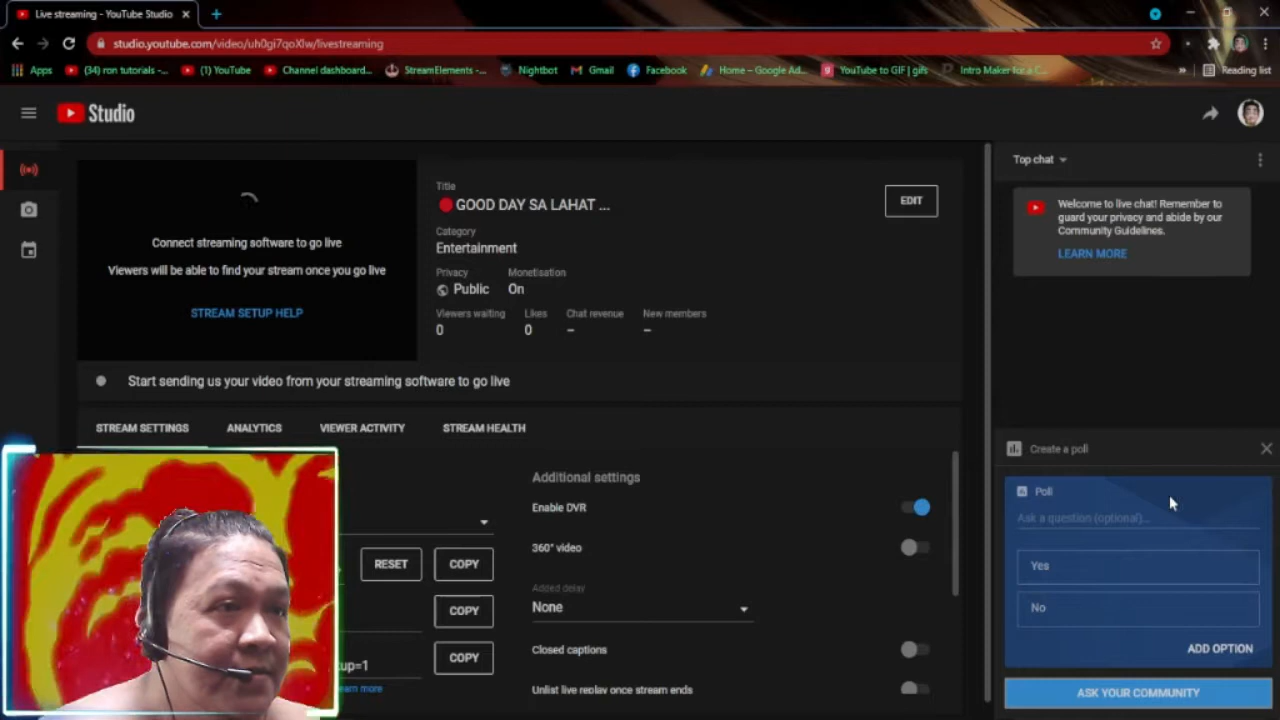 Live streaming - YouTube Studio
studio.youtube.com/video/uh0gi7qoXlw/livestreaming
Apps
(34) ron tutorials -...
(1) YouTube
Channel dashboard...
StreamElements -...
Nightbot
Gmail
Facebook
Home – Google Ad...
YouTube to GIF | gifs
Intro Maker for a C...
Reading list
Studio
Connect streaming software to go live
Viewers will be able to find your stream once you go live
STREAM SETUP HELP
Title
GOOD DAY SA LAHAT ...
EDIT
Category
Entertainment
Privacy
Monetisation
Public
On
Viewers waiting
Likes
Chat revenue
New members
0
0
–
–
Start sending us your video from your streaming software to go live
STREAM SETTINGS
ANALYTICS
VIEWER ACTIVITY
STREAM HEALTH
RESET
COPY
COPY
COPY
kup=1
earn more
Additional settings
Enable DVR
360° video
Added delay
None
Closed captions
Unlist live replay once stream ends
Top chat
Welcome to live chat! Remember to
guard your privacy and abide by our
Community Guidelines.
LEARN MORE
Create a poll
Poll
Ask a question (optional)...
Yes
No
ADD OPTION
ASK YOUR COMMUNITY